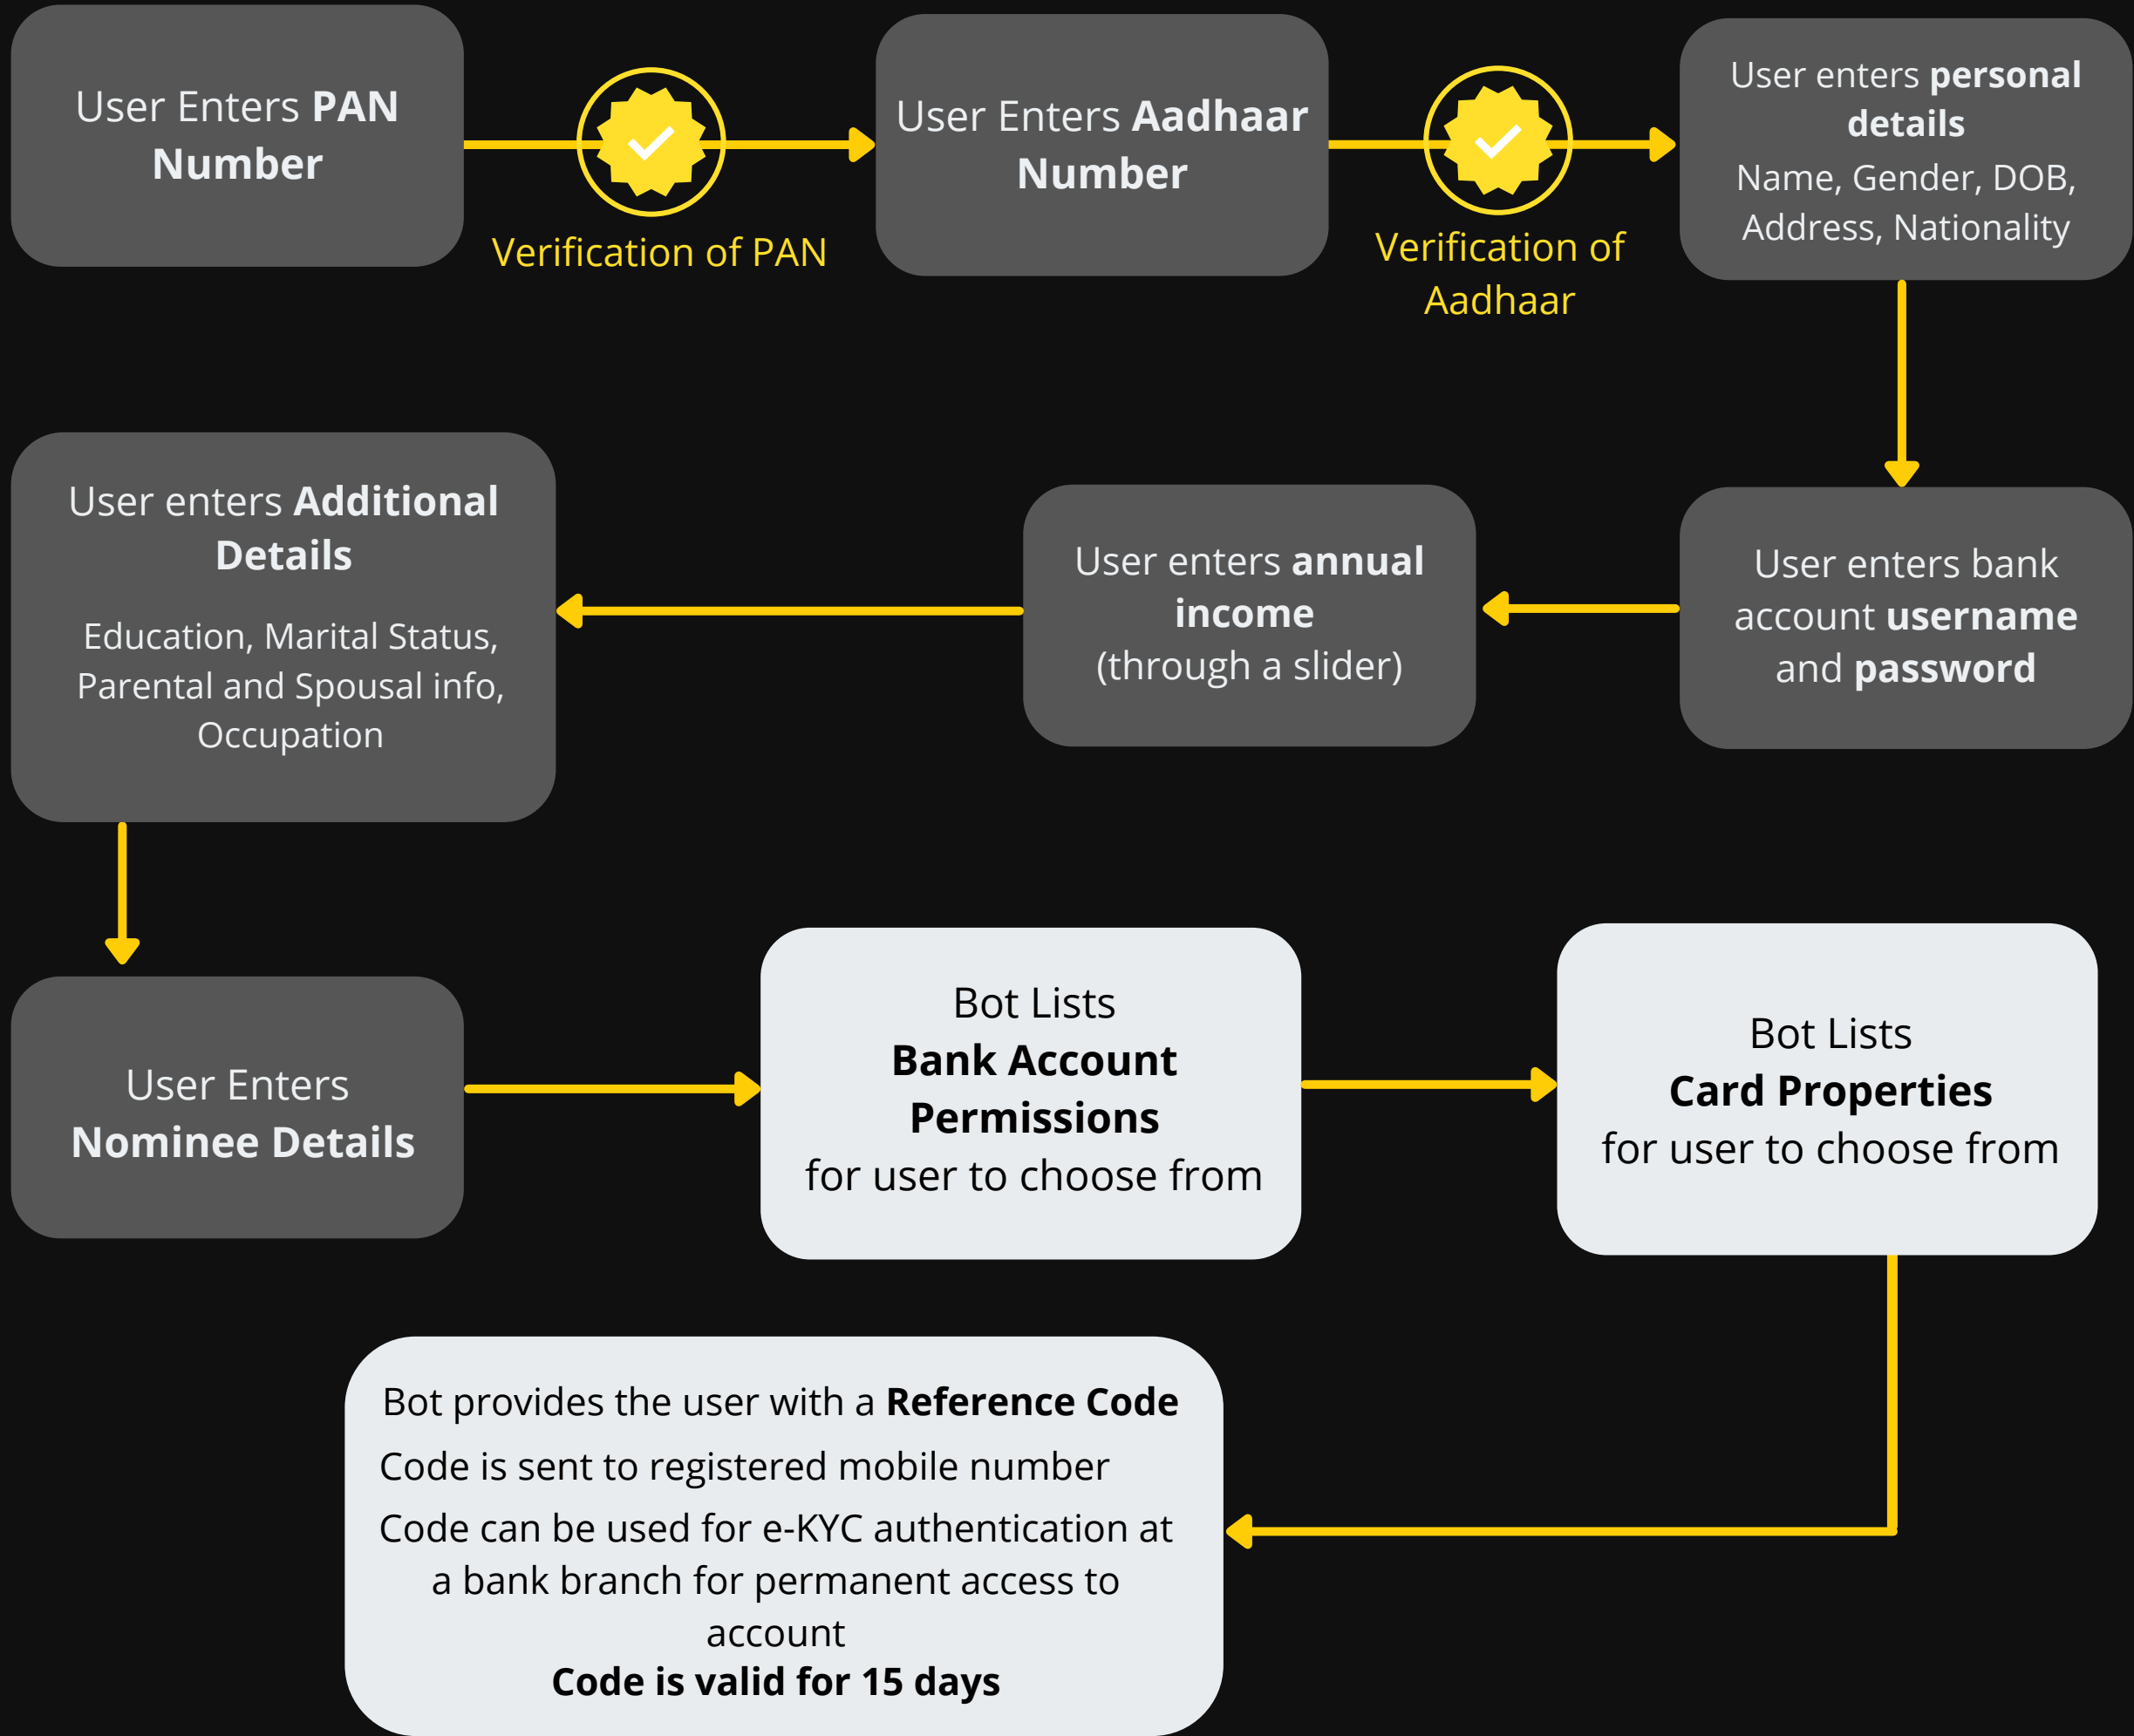 User Enters PAN
Number
Verification of PAN
User Enters Aadhaar
Number
Verification of
Aadhaar
User enters personal
details
Name, Gender, DOB,
Address, Nationality
User enters bank
account username
and password
User enters annual
income
(through a slider)
User enters Additional
Details
Education, Marital Status,
Parental and Spousal info,
Occupation
User Enters
Nominee Details
Bot Lists
Bank Account
Permissions
for user to choose from
Bot Lists
Card Properties
for user to choose from
Bot provides the user with a Reference Code
Code is sent to registered mobile number
Code can be used for e-KYC authentication at
a bank branch for permanent access to
account
Code is valid for 15 days